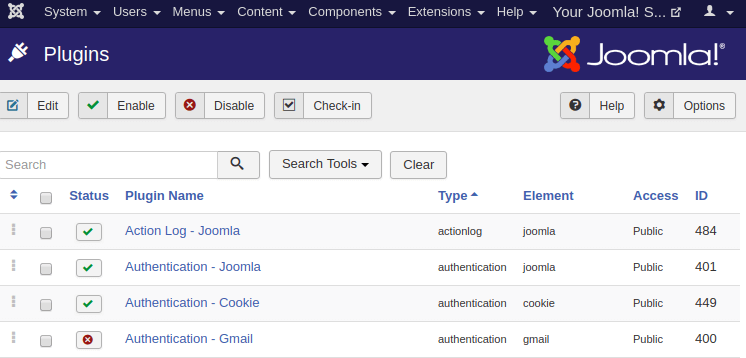 System Users Menus Content Components Extensions Help Your Joomla! S...
Plugins Joomla!®
Edit Enable Disable Check-in Help Options
Search Search Tools Clear
Status Plugin Name Type Element Access ID
Action Log - Joomla actionlog joomla Public 484
Authentication - Joomla authentication joomla Public 401
Authentication - Cookie authentication cookie Public 449
Authentication - Gmail authentication gmail Public 400